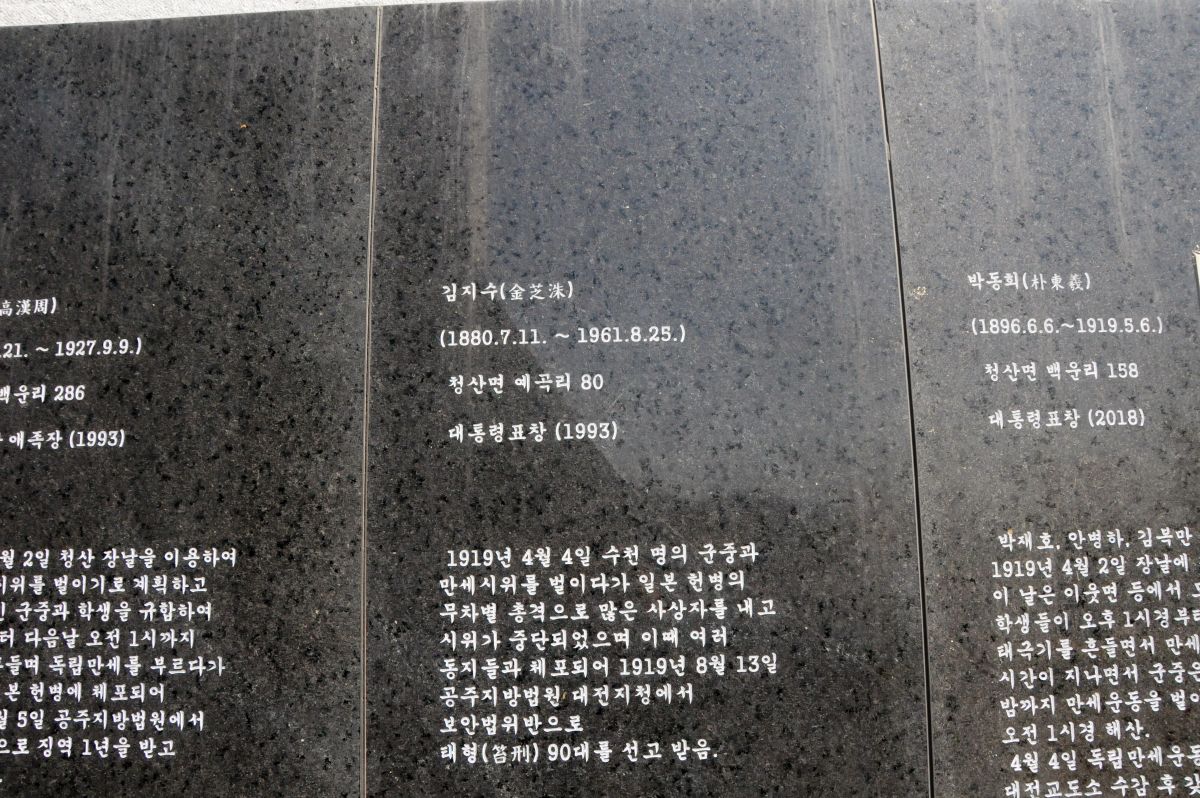 高漢周)
.21. ~ 1927.9.9.)
백운리 286
애족장 (1993)
월 2일 청산 장날을 이용하여
시위를 벌이기로 계획하고
군중과 학생을 규합하여
터 다음날 오전 1시까지
흔들며 독립만세를 부르다가
본 헌병에 체포되어
월 5일 공주지방법원에서
으로 징역 1년을 받고
김지수(金芝洙)
(1880.7.11. ~ 1961.8.25.)
청산면 예곡리 80
대통령표창 (1993)
1919년 4월 4일 수천 명의 군중과
만세시위를 벌이다가 일본 헌병의
무차별 총격으로 많은 사상자를 내고
시위가 중단되었으며 이때 여러
동지들과 체포되어 1919년 8월 13일
공주지방법원 대전지청에서
보안법위반으로
태형(笞刑) 90대를 선고 받음.
박동희(朴東羲)
(1896.6.6.~1919.5.6.)
청산면 백운리 158
대통령표창 (2018)
박재호, 안병하, 김복만
1919년 4월 2일 장날에
이 날은 이웃면 등에서
학생들이 오후 1시경부
태극기를 흔들면서 만세
시간이 지나면서 군중은
밤까지 만세운동을 벌
오전 1시경 해산.
4월 4일 독립만세운동
대전교도소 수감 후